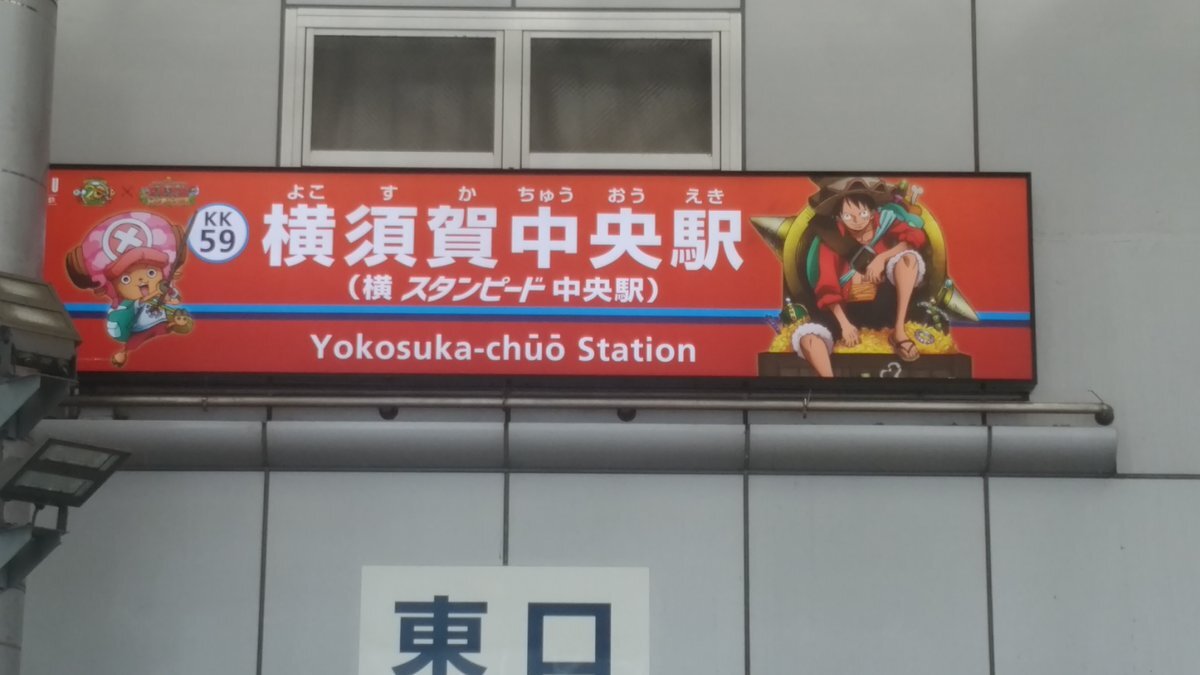 よこ す か ちゅう おう えき
KK
59
横須賀中央駅
(横 スタンピード 中央駅)
Yokosuka-chūō Station
東口